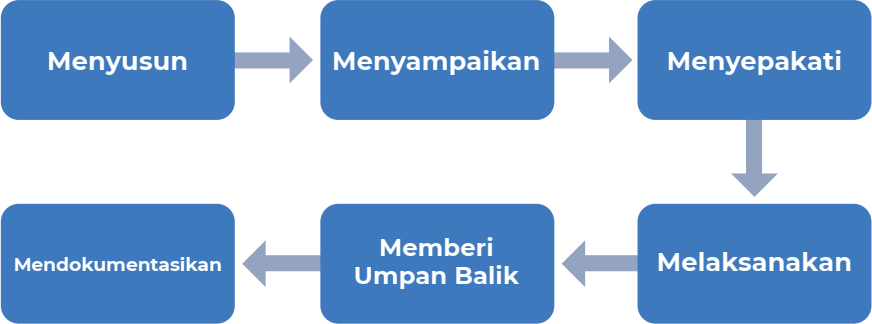 Menyusun
Menyampaikan
Menyepakati
Melaksanakan
Memberi
Umpan Balik
Mendokumentasikan